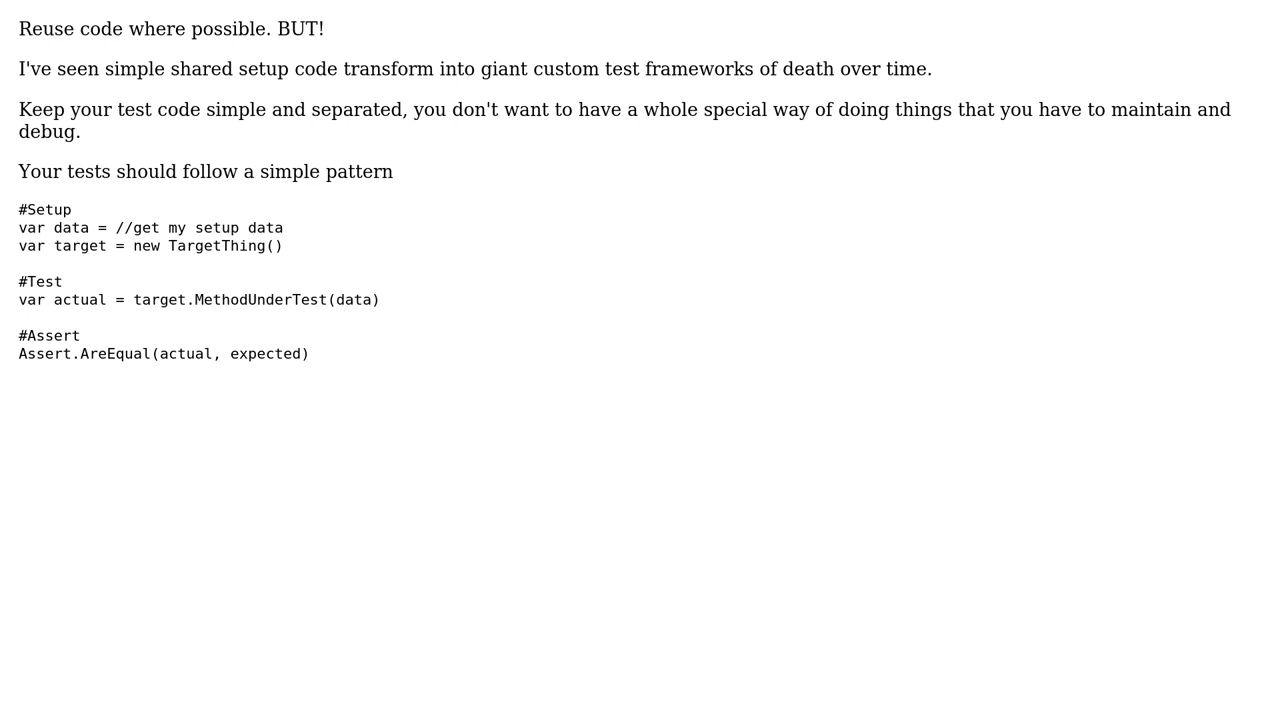 Reuse code where possible. BUT!
I've seen simple shared setup code transform into giant custom test frameworks of death over time.
Keep your test code simple and separated, you don't want to have a whole special way of doing things that you have to maintain and
debug.
Your tests should follow a simple pattern
#Setup
var data = //get my setup data
var target = new TargetThing()
#Test
var actual = target.MethodUnderTest(data)
#Assert
Assert.AreEqual(actual, expected)